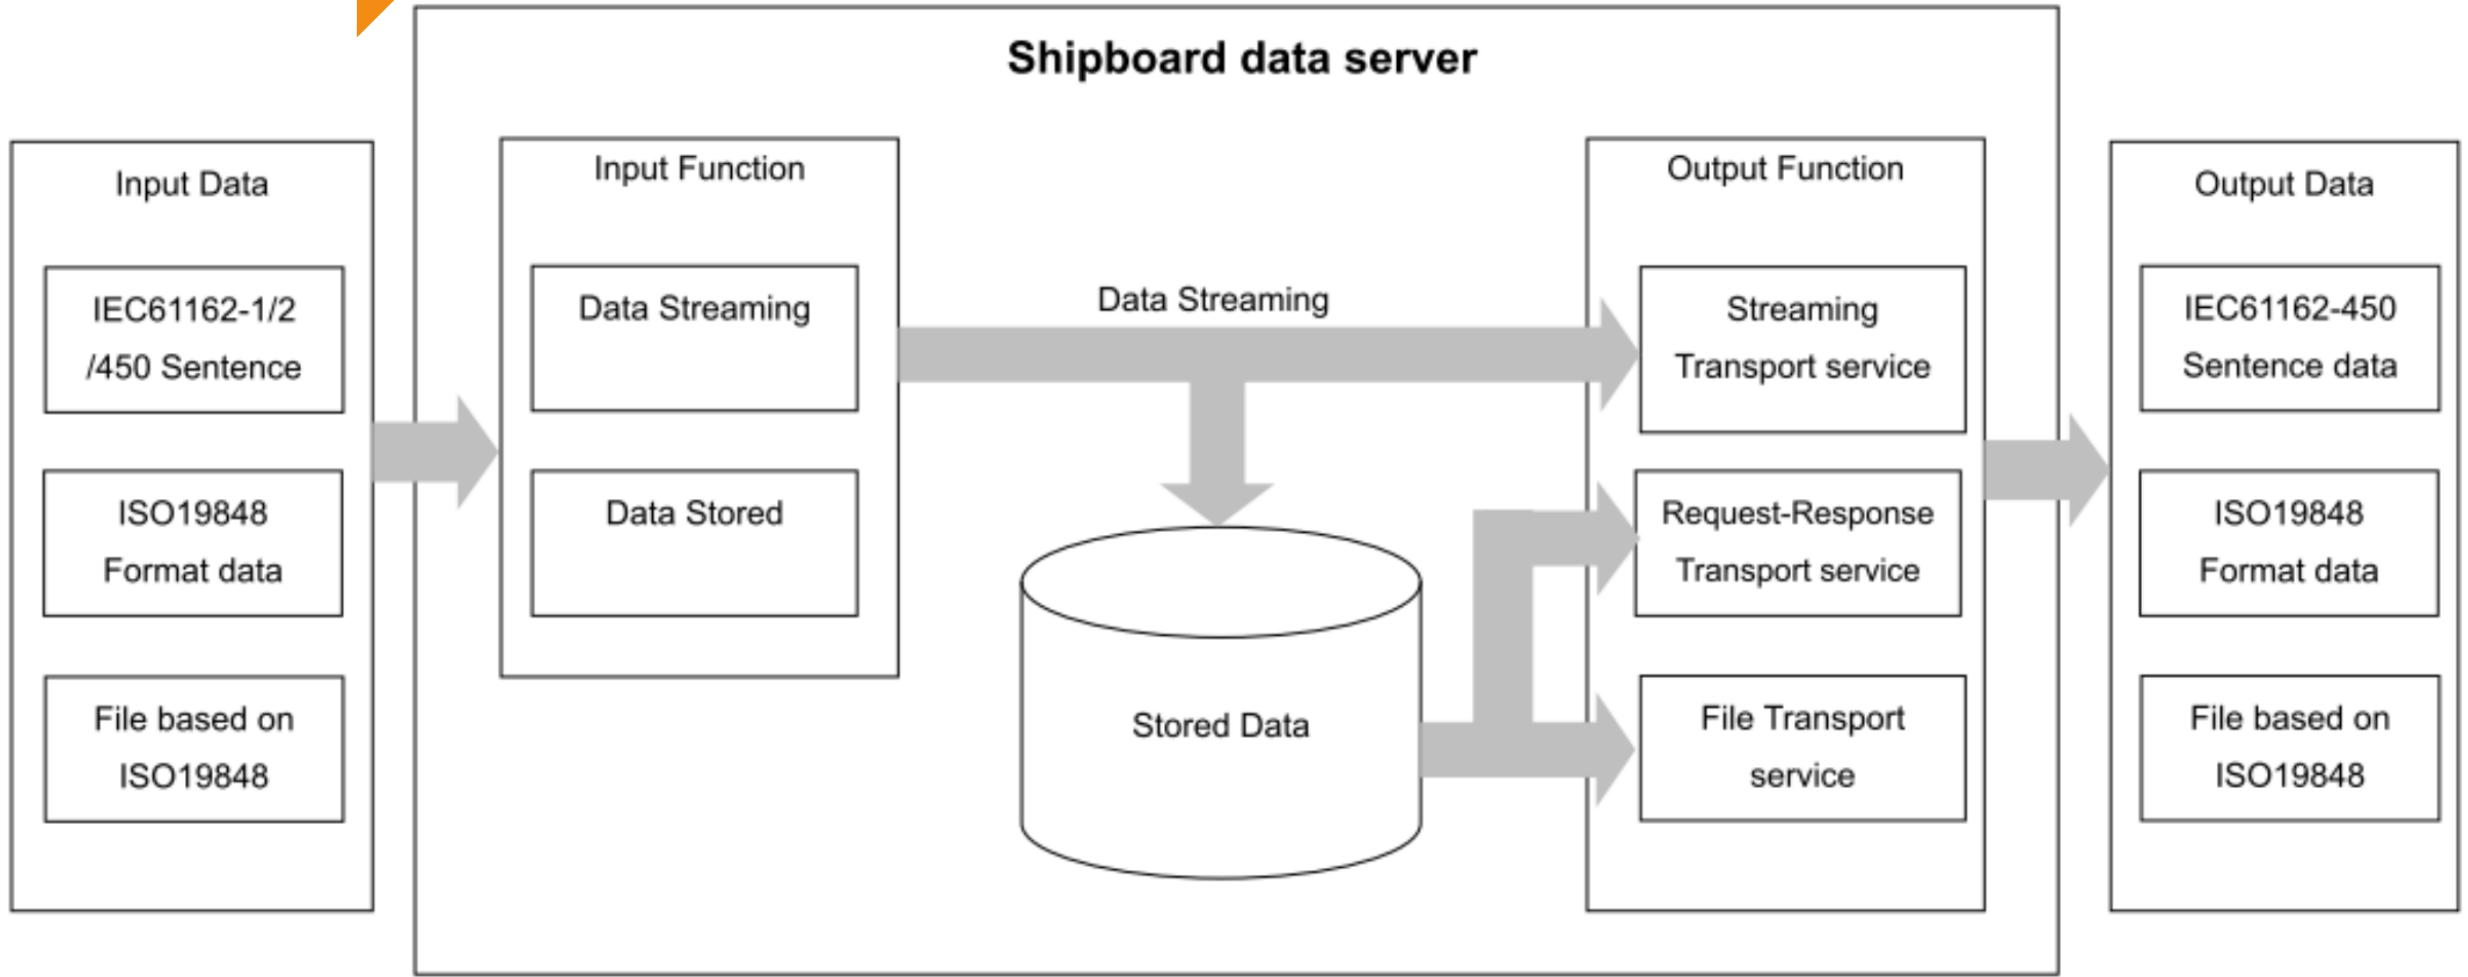 Shipboard data server
Input Data
IEC61162-1/2
/450 Sentence
ISO19848
Format data
File based on
ISO19848
Input Function
Data Streaming
Data Stored
Data Streaming
Stored Data
Output Function
Streaming
Transport service
Request-Response
Transport service
File Transport
service
Output Data
IEC61162-450
Sentence data
ISO19848
Format data
File based on
ISO19848